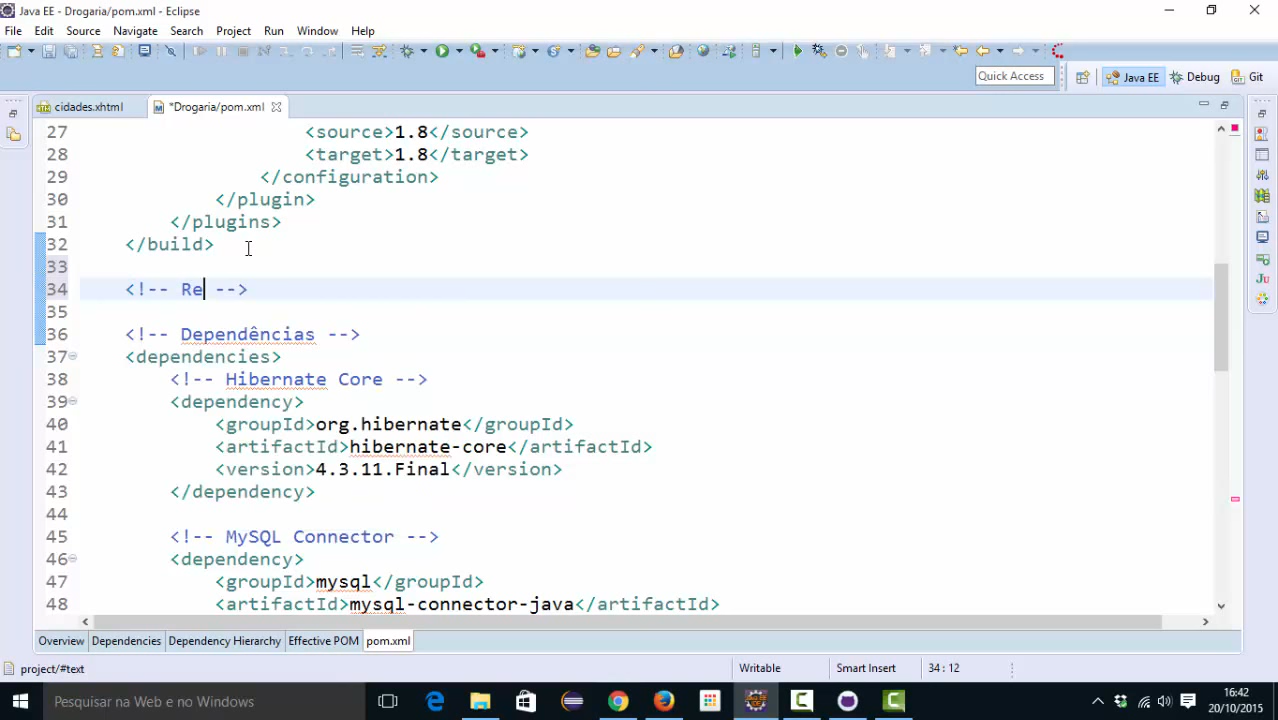 Java EE - Drogaria/pom.xml - Eclipse
File Edit Source Navigate Search Project Run Window Help
Quick Access
Java EE
Debug
Git
cidades.xhtml
*Drogaria/pom.xml
27 <source>1.8</source>
28 <target>1.8</target>
29 </configuration>
30 </plugin>
31 </plugins>
32 </build>
33
34 <!-- Re -->
35
36 <!-- Dependências -->
37 <dependencies>
38 <!-- Hibernate Core -->
39 <dependency>
40 <groupId>org.hibernate</groupId>
41 <artifactId>hibernate-core</artifactId>
42 <version>4.3.11.Final</version>
43 </dependency>
44
45 <!-- MySQL Connector -->
46 <dependency>
47 <groupId>mysql</groupId>
48 <artifactId>mysql-connector-java</artifactId>
Overview Dependencies Dependency Hierarchy Effective POM pom.xml
project/#text
Writable
Smart Insert
34 : 12
Pesquisar na Web e no Windows
16:42
20/10/2015